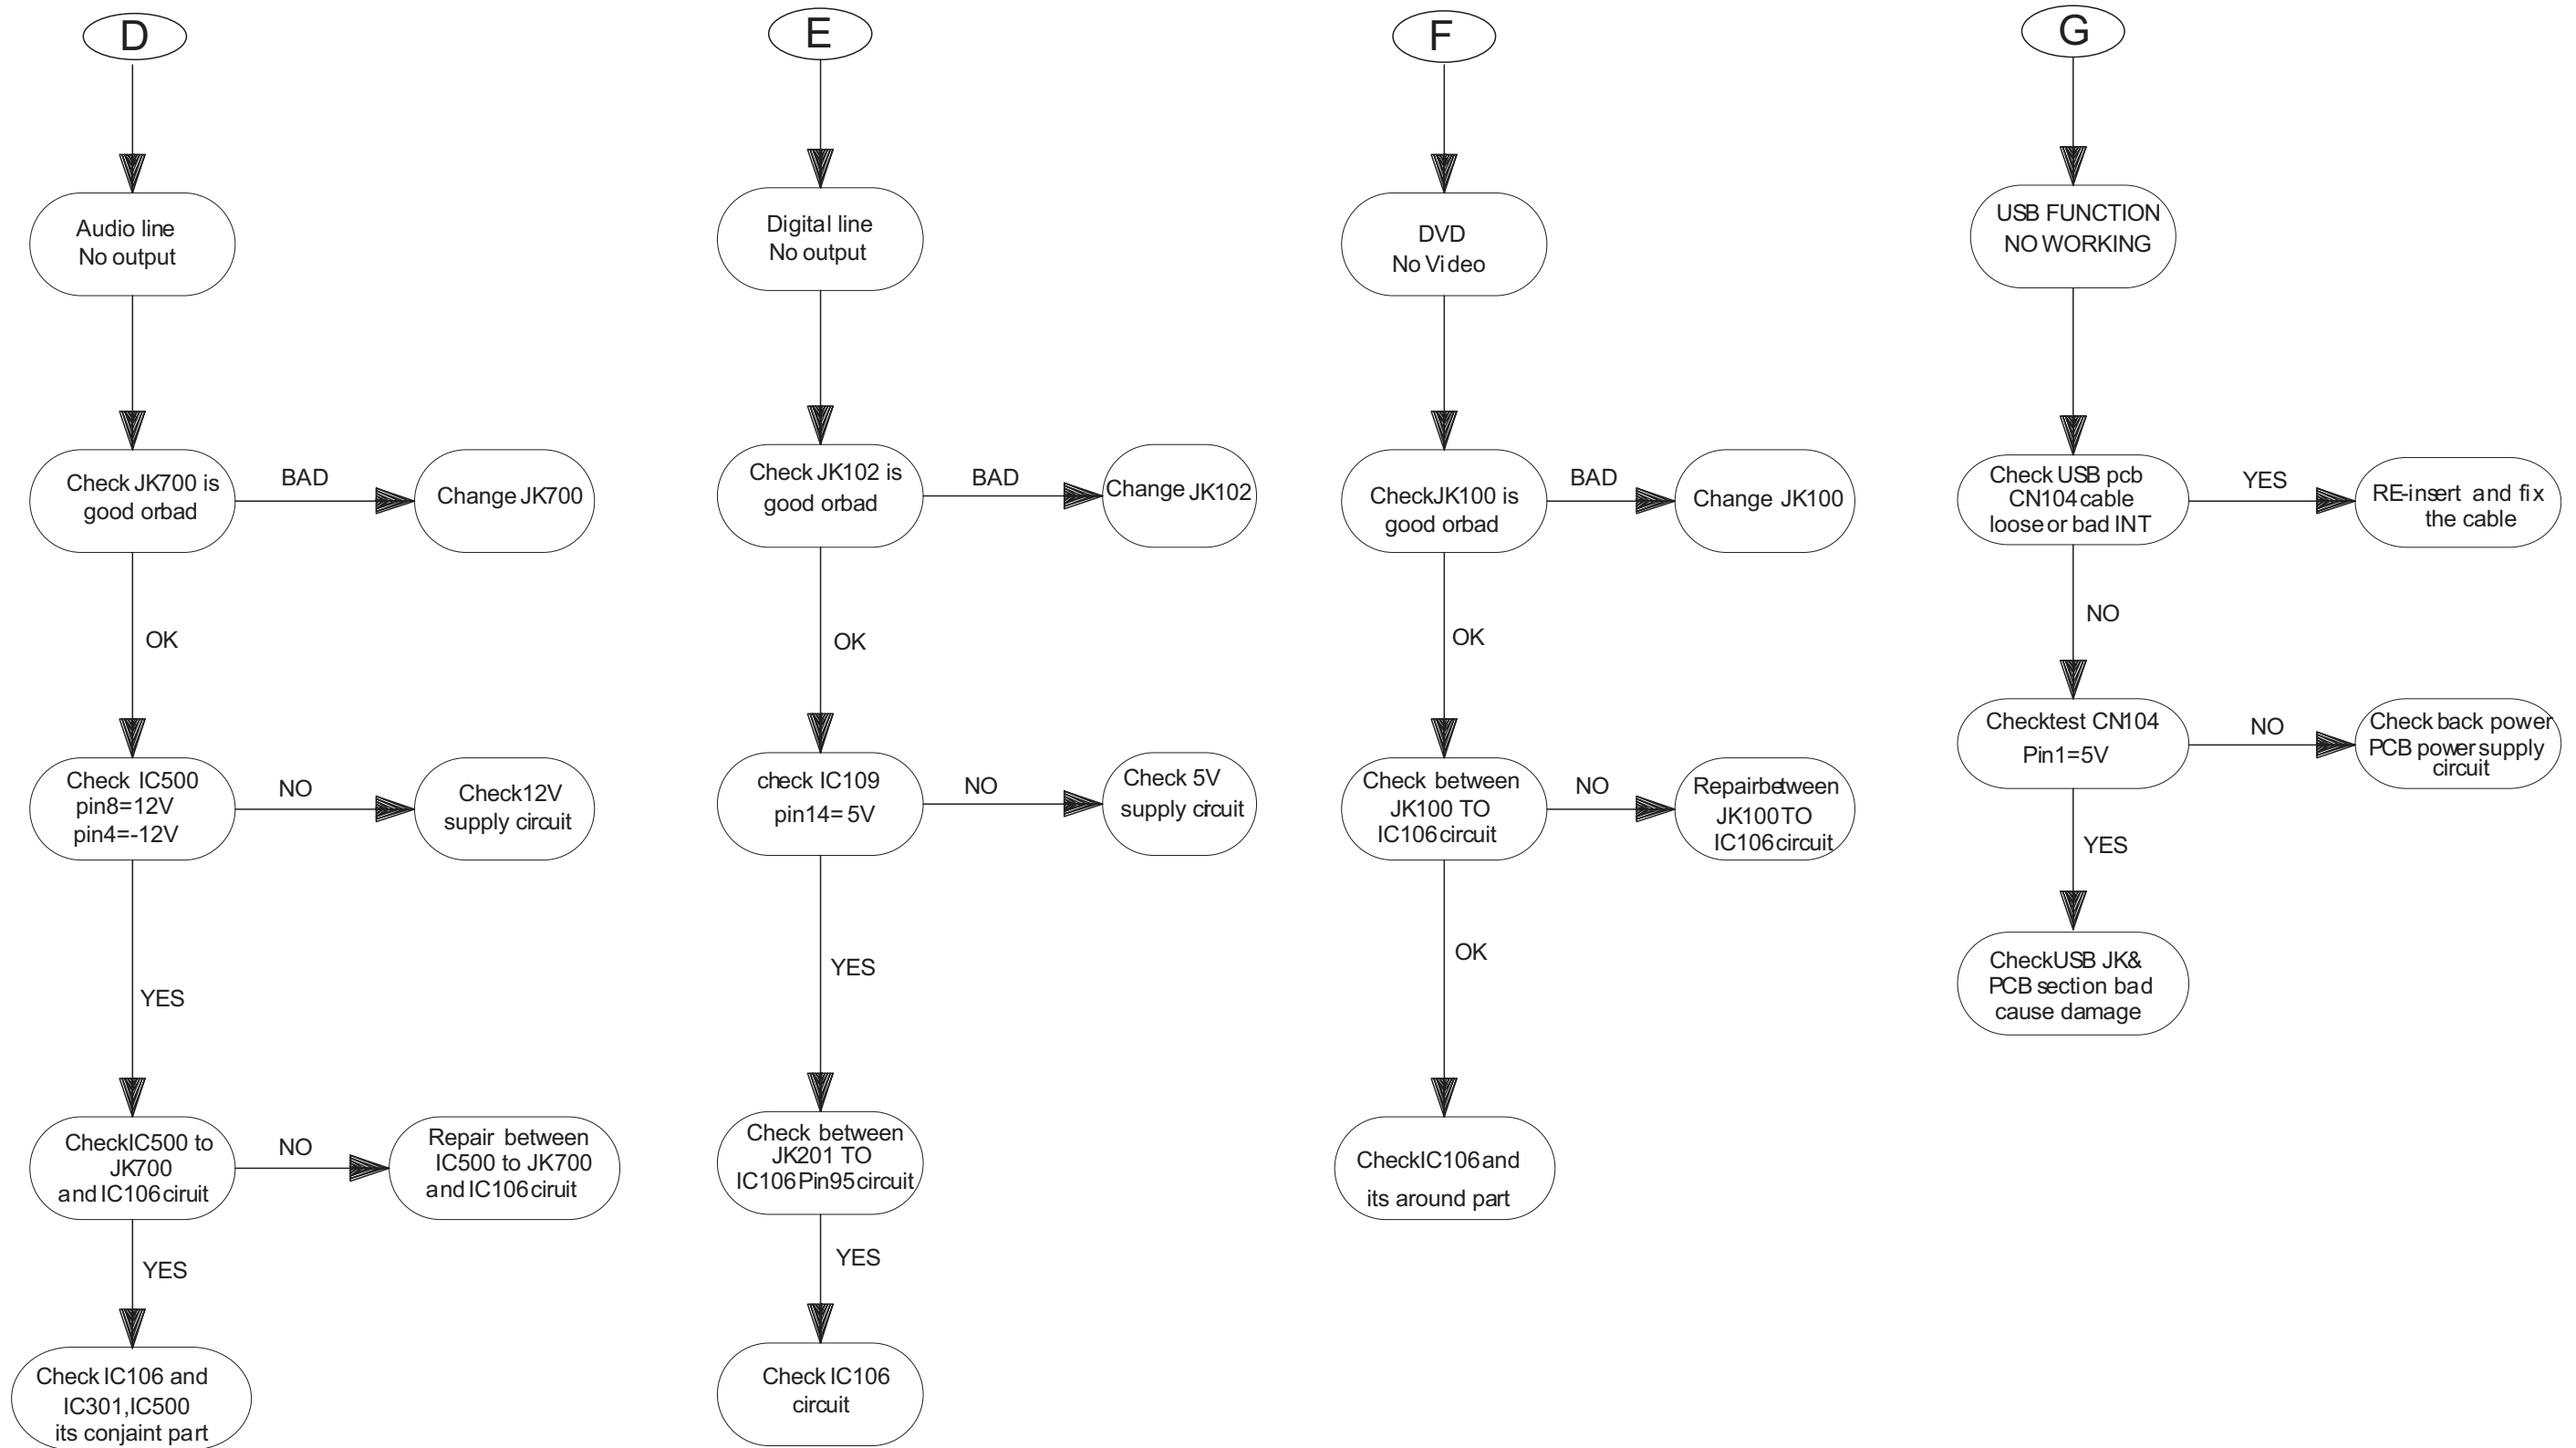 D
Audio line
No output
Check JK700 is
good orbad
BAD
Change JK700
OK
Check IC500
pin8=12V
pin4=-12V
NO
Check12V
supply circuit
YES
CheckIC500 to
JK700
and IC106 ciruit
NO
Repair between
IC500 to JK700
and IC106 ciruit
YES
Check IC106 and
IC301,IC500
its conjaint part
E
Digital line
No output
Check JK102 is
good orbad
BAD
Change JK102
OK
check IC109
pin14= 5V
NO
Check 5V
supply circuit
YES
Check between
JK201 TO
IC106 Pin95 circuit
YES
Check IC106
circuit
F
DVD
No Video
CheckJK100 is
good orbad
BAD
Change JK100
OK
Check between
JK100 TO
IC106 circuit
NO
Repairbetween
JK100 TO
IC106 circuit
OK
CheckIC106 and
its around part
G
USB FUNCTION
NO WORKING
Check USB pcb
CN104 cable
loose or bad INT
YES
RE-insert and fix
the cable
NO
Checktest CN104
Pin1=5V
NO
Check back power
PCB power supply
circuit
YES
CheckUSB JK&
PCB section bad
cause damage